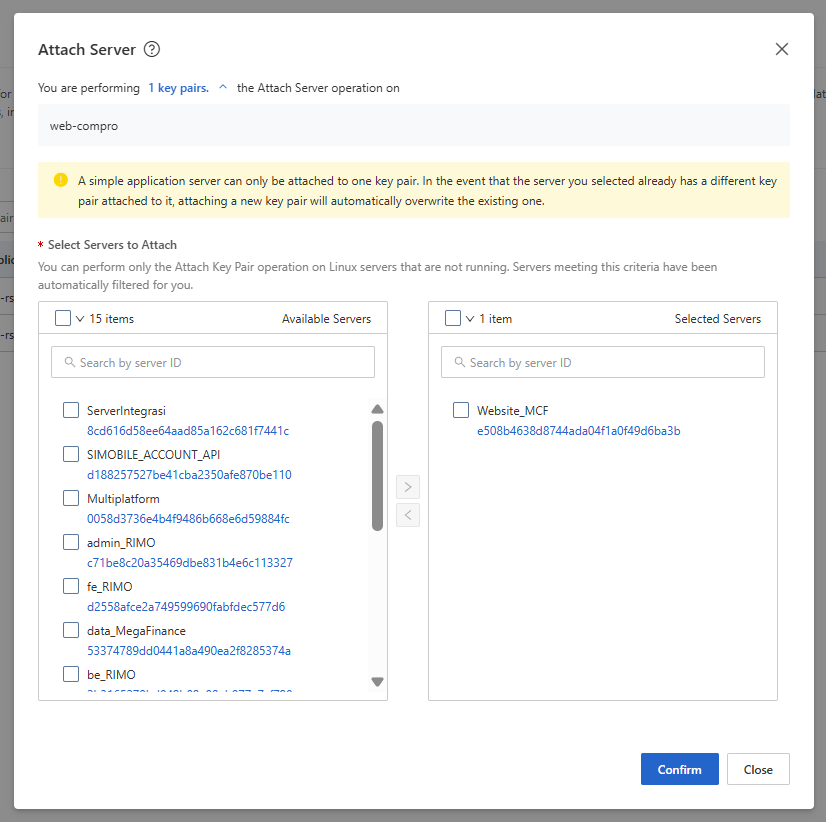 Attach Server ?
You are performing 1 key pairs. the Attach Server operation on
web-compro
A simple application server can only be attached to one key pair. In the event that the server you selected already has a different key
pair attached to it, attaching a new key pair will automatically overwrite the existing one.
* Select Servers to Attach
You can perform only the Attach Key Pair operation on Linux servers that are not running. Servers meeting this criteria have been
automatically filtered for you.
15 items Available Servers
Search by server ID
ServerIntegrasi
8cd616d58ee64aad85a162c681f7441c
SIMOBILE_ACCOUNT_API
d188257527be41cba2350afe870be110
Multiplatform
0058d3736e4b4f9486b668e6d59884fc
admin_RIMO
c71be8c20a35469dbe831b4e6c113327
fe_RIMO
d2558afce2a749599690fabfdec577d6
data_MegaFinance
53374789dd0441a8a490ea2f8285374a
be_RIMO
1 item Selected Servers
Search by server ID
Website_MCF
e508b4638d8744ada04f1a0f49d6ba3b
Confirm
Close